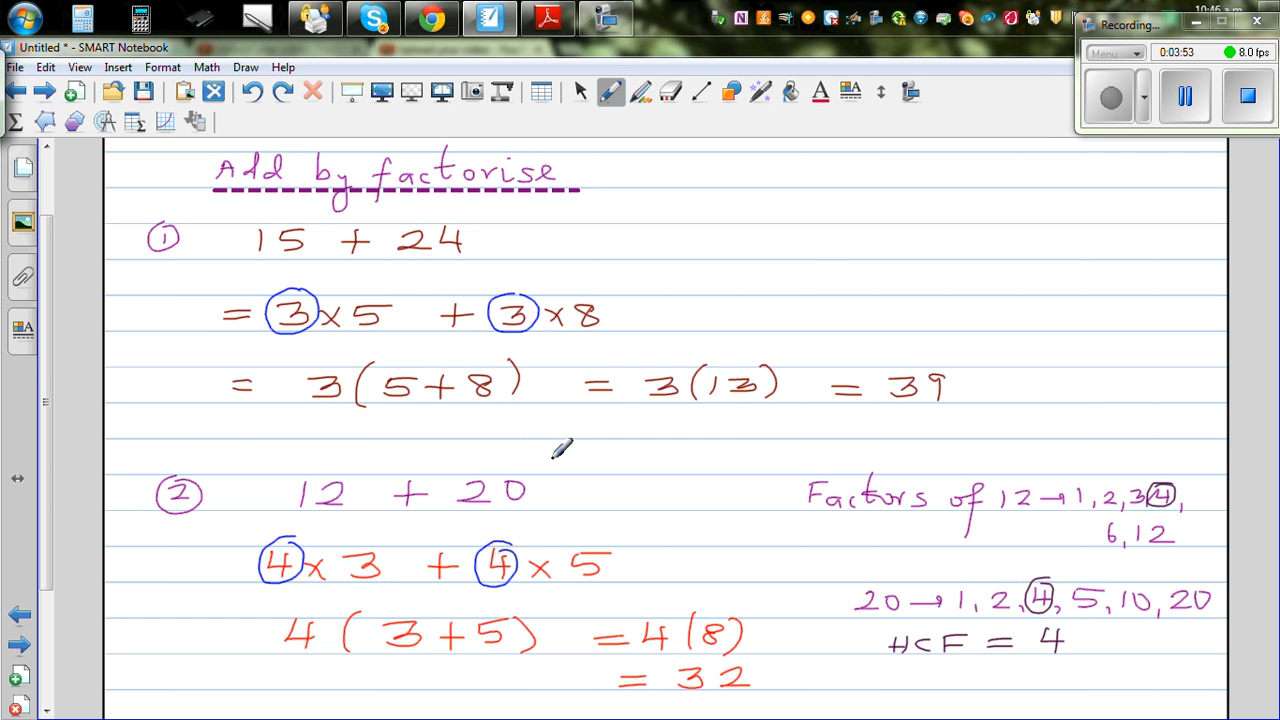 10:46 a.m.
Recording...
Menu
0:03:53
8.0 fps
Untitled * - SMART Notebook
File Edit View Insert Format Math Draw Help
Add by factorise
① 15 + 24
= 3 × 5 + 3 × 8
= 3 ( 5 + 8 ) = 3 ( 13 ) = 39
② 12 + 20
Factors of 12 → 1, 2, 3 4,
6, 12
4 × 3 + 4 × 5
20 → 1, 2, 4, 5, 10, 20
4 ( 3 + 5 ) = 4 ( 8 )
HCF = 4
= 32